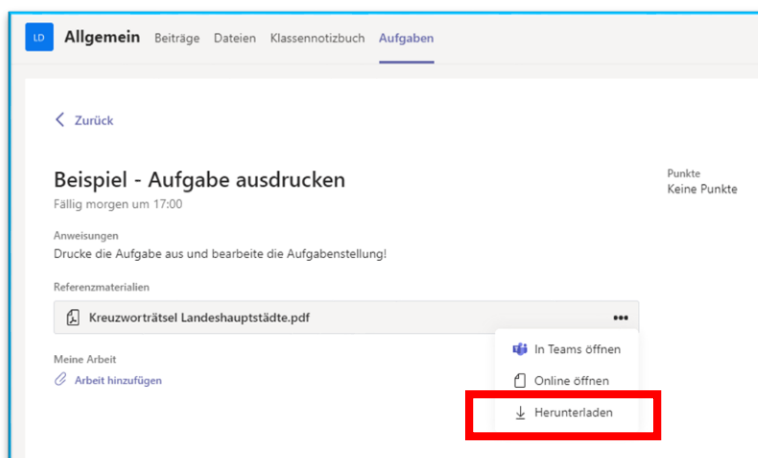 LD Allgemein Beiträge Dateien Klassennotizbuch Aufgaben
Zurück
Beispiel - Aufgabe ausdrucken
Fällig morgen um 17:00
Punkte
Keine Punkte
Anweisungen
Drucke die Aufgabe aus und bearbeite die Aufgabenstellung!
Referenzmaterialien
Kreuzworträtsel Landeshauptstädte.pdf
In Teams öffnen
Online öffnen
Herunterladen
Meine Arbeit
Arbeit hinzufügen